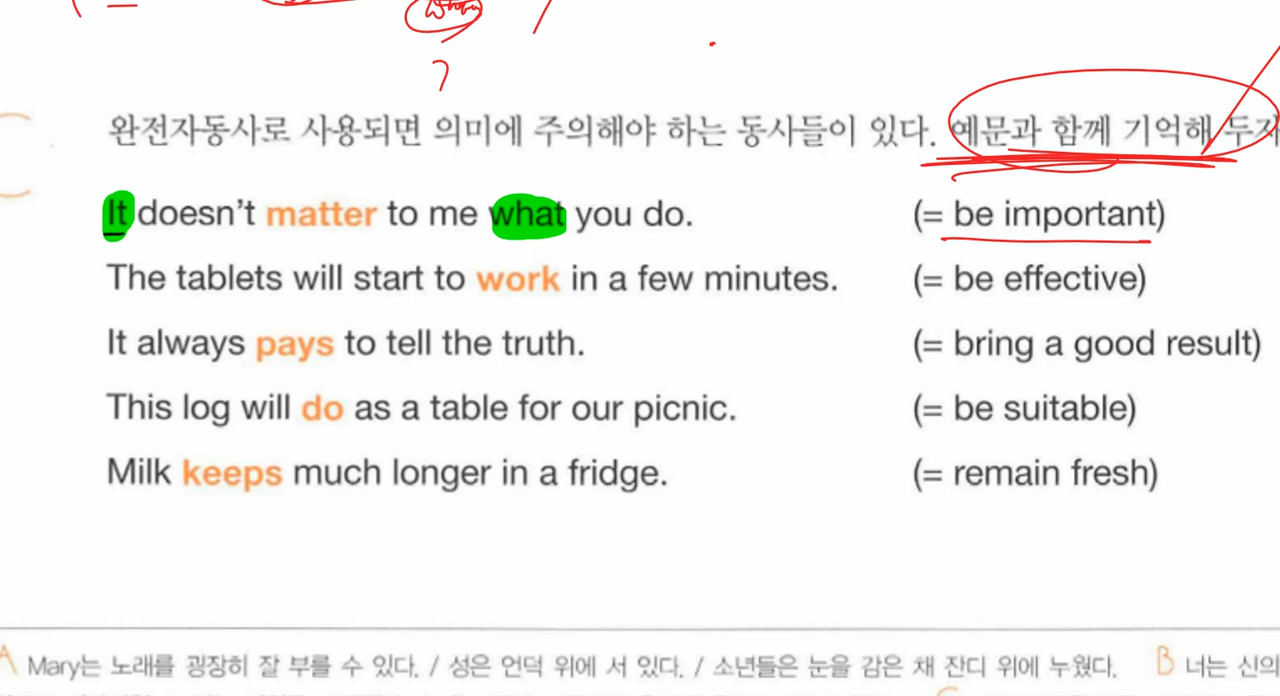 완전자동사로 사용되면 의미에 주의해야 하는 동사들이 있다. 예문과 함께 기억해 두자
It doesn't matter to me what you do. (= be important)
The tablets will start to work in a few minutes. (= be effective)
It always pays to tell the truth. (= bring a good result)
This log will do as a table for our picnic. (= be suitable)
Milk keeps much longer in a fridge. (= remain fresh)
A Mary는 노래를 굉장히 잘 부를 수 있다. / 성은 언덕 위에 서 있다. / 소년들은 눈을 감은 채 잔디 위에 누웠다. B 너는 신의